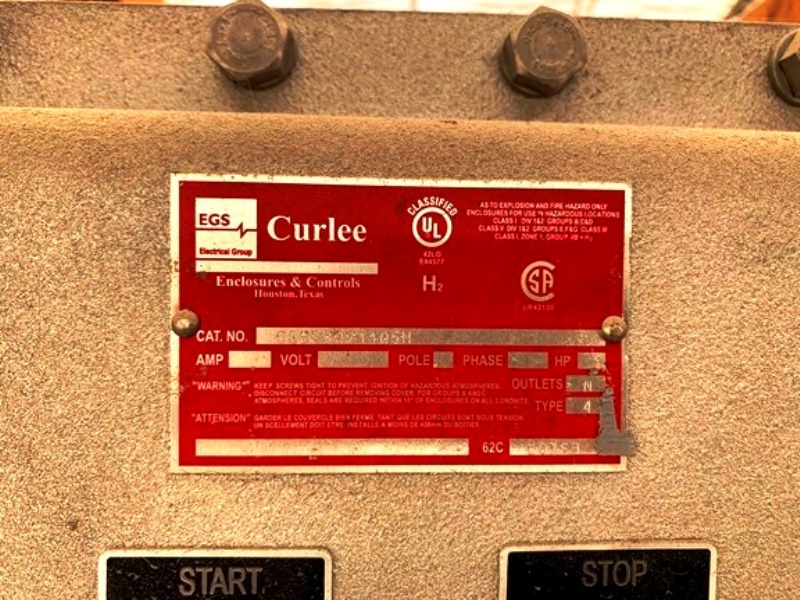 EGS
Electrical Group
Curlee
Enclosures & Controls
Houston, Texas
CLASSIFIED
UL
42LO
E84577
H₂
AS TO EXPLOSION AND FIRE HAZARD ONLY
ENCLOSURES FOR USE IN HAZARDOUS LOCATIONS
CLASS I DIV 1&2 GROUPS B,C&D
CLASS II DIV 1&2 GROUPS E,F&G CLASS III
CLASS I, ZONE 1, GROUP IIB + H₂
CSA
CAT. NO.
AMP VOLT POLE PHASE HP
"WARNING" KEEP SCREWS TIGHT TO PREVENT IGNITION OF HAZARDOUS ATMOSPHERES.
DISCONNECT CIRCUIT BEFORE REMOVING COVER. FOR GROUPS B AND C
ATMOSPHERES, SEALS ARE REQUIRED WITHIN 18" OF ENCLOSURES ON ALL CONDUITS.
OUTLETS N
TYPE 4
"ATTENTION" GARDER LE COUVERCLE BIEN FERME TANT QUE LES CIRCUITS SONT SOUS TENSION.
UN SCELLEMENT DOIT ETRE INSTALLE A MOINS DE DU BOITIER
62C
START
STOP